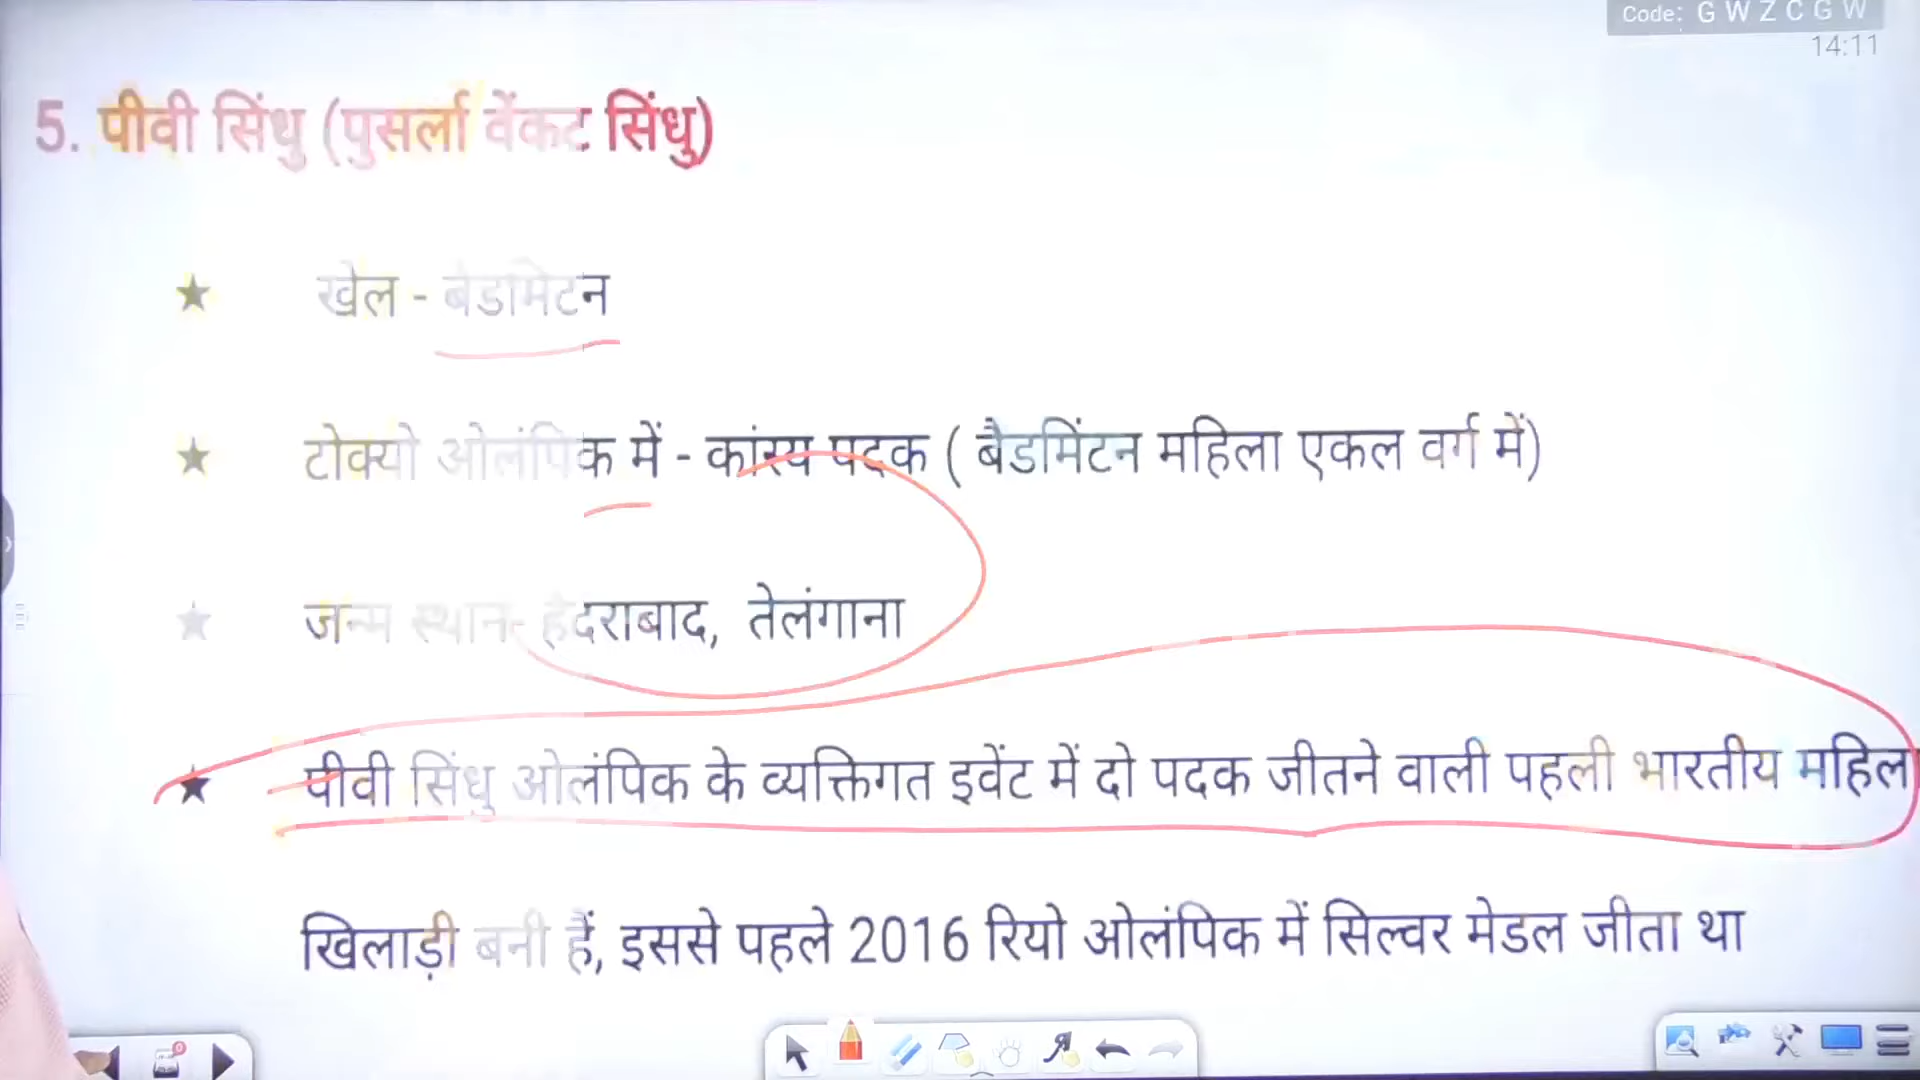 Code: G W Z C G W
14:11
5. पीवी सिंधु (पुसर्ला वेंकट सिंधु)
★ खेल - बैडमिंटन
★ टोक्यो ओलंपिक में - कांस्य पदक ( बैडमिंटन महिला एकल वर्ग में)
★ जन्म स्थान- हैदराबाद, तेलंगाना
★ पीवी सिंधु ओलंपिक के व्यक्तिगत इवेंट में दो पदक जीतने वाली पहली भारतीय महिल
खिलाड़ी बनी हैं, इससे पहले 2016 रियो ओलंपिक में सिल्वर मेडल जीता था